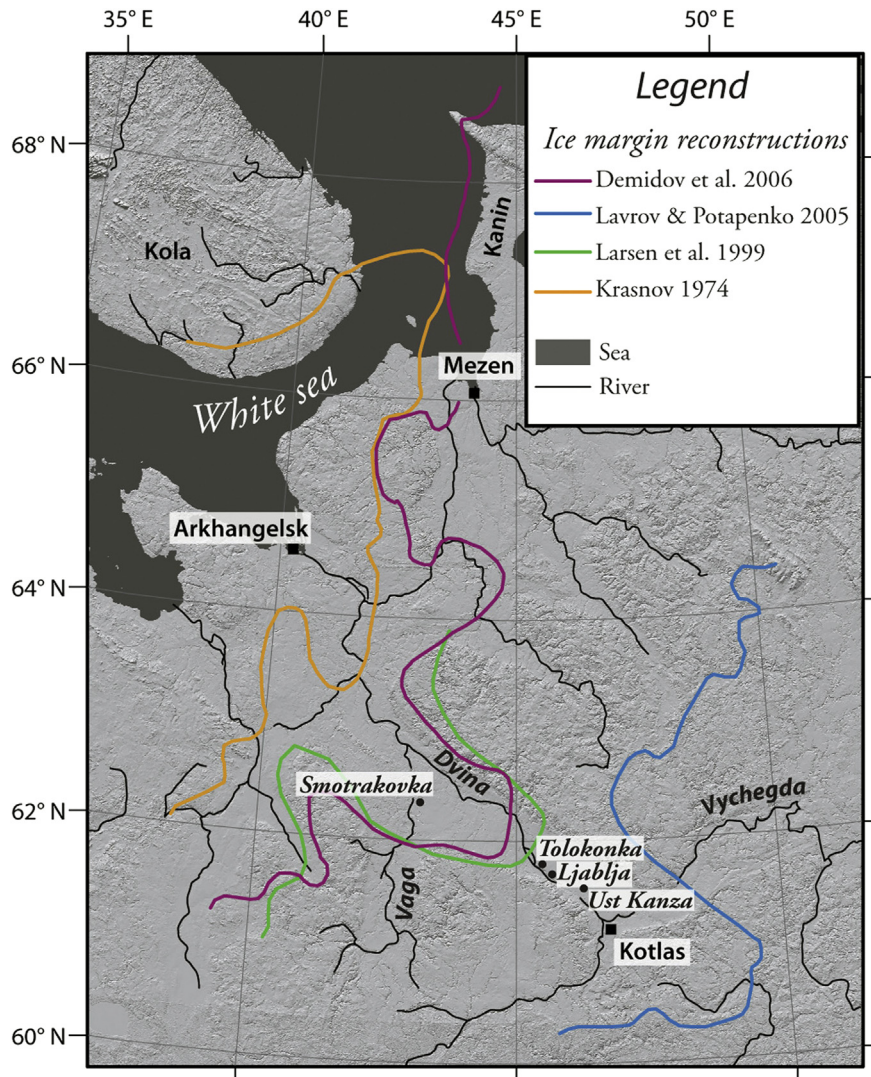 35° E
40° E
45° E
50° E
Legend
Ice margin reconstructions
Demidov et al. 2006
Lavrov & Potapenko 2005
Larsen et al. 1999
Krasnov 1974
Sea
River
68° N
66° N
64° N
62° N
60° N
Kola
Kanin
White sea
Mezen
Arkhangelsk
Dvina
Smotrakovka
Vychegda
Tolokonka
Ljablja
Ust Kanza
Vaga
Kotlas